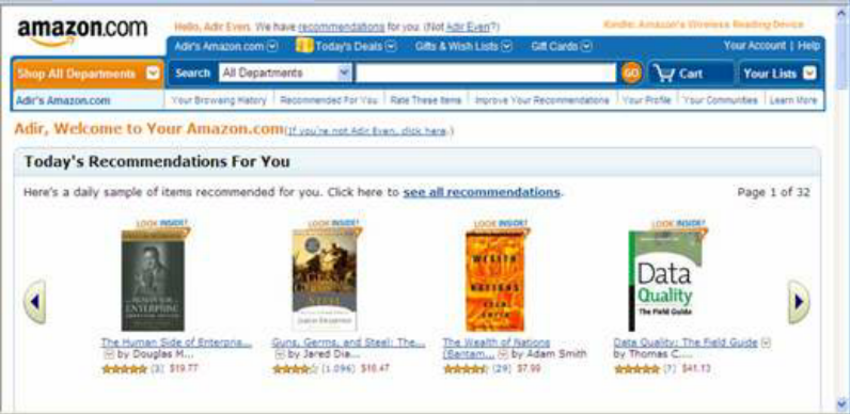 amazon.com
Hello, Adir Even. We have recommendations for you. (Not Adir Even?)
Kindle: Amazon's Wireless Reading Device
Adir's Amazon.com Today's Deals Gifts & Wish Lists Gift Cards Your Account | Help
Shop All Departments Search All Departments GO Cart Your Lists
Adir's Amazon.com Your Browsing History Recommended For You Rate These Items Improve Your Recommendations Your Profile Your Communities Learn More
Adir, Welcome to Your Amazon.com (If you're not Adir Even, click here.)
Today's Recommendations For You
Here's a daily sample of items recommended for you. Click here to see all recommendations.
Page 1 of 32
LOOK INSIDE! LOOK INSIDE! LOOK INSIDE! LOOK INSIDE!
ENTERPRISE
STEEL
WEALTH
NATIONS
ADAM
SMITH
Data
Quality
The Field Guide
The Human Side of Enterpris... Guns, Germs, and Steel: The... The Wealth of Nations Data Quality: The Field Guide
by Douglas M... by Jared Dia... (Bantam... by Adam Smith by Thomas C....
(3) $19.77 (1,096) $16.47 (29) $7.99 (7) $41.13